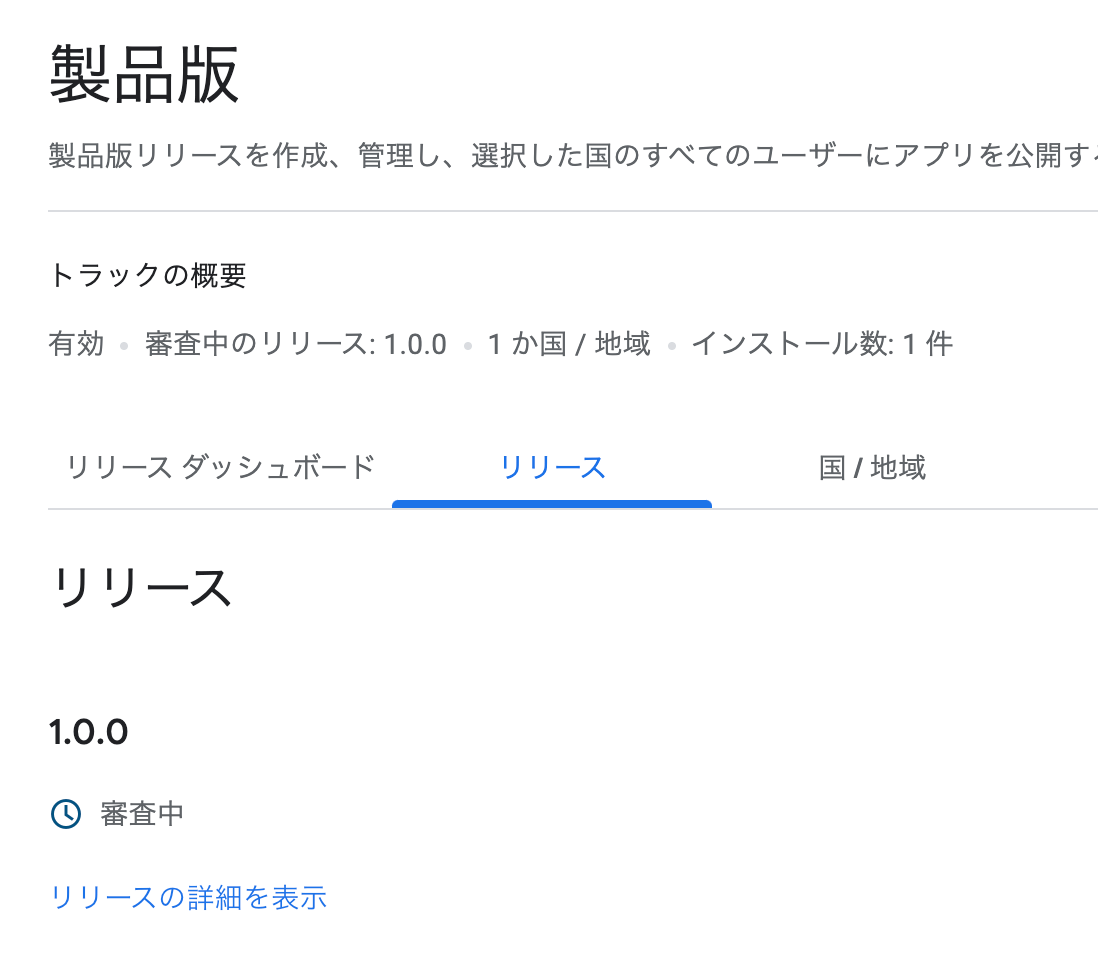 製品版
製品版リリースを作成、管理し、選択した国のすべてのユーザーにアプリを公開する
トラックの概要
有効 • 審査中のリリース: 1.0.0 • 1 か国 / 地域 • インストール数: 1 件
リリース ダッシュボード リリース 国 / 地域
リリース
1.0.0
審査中
リリースの詳細を表示